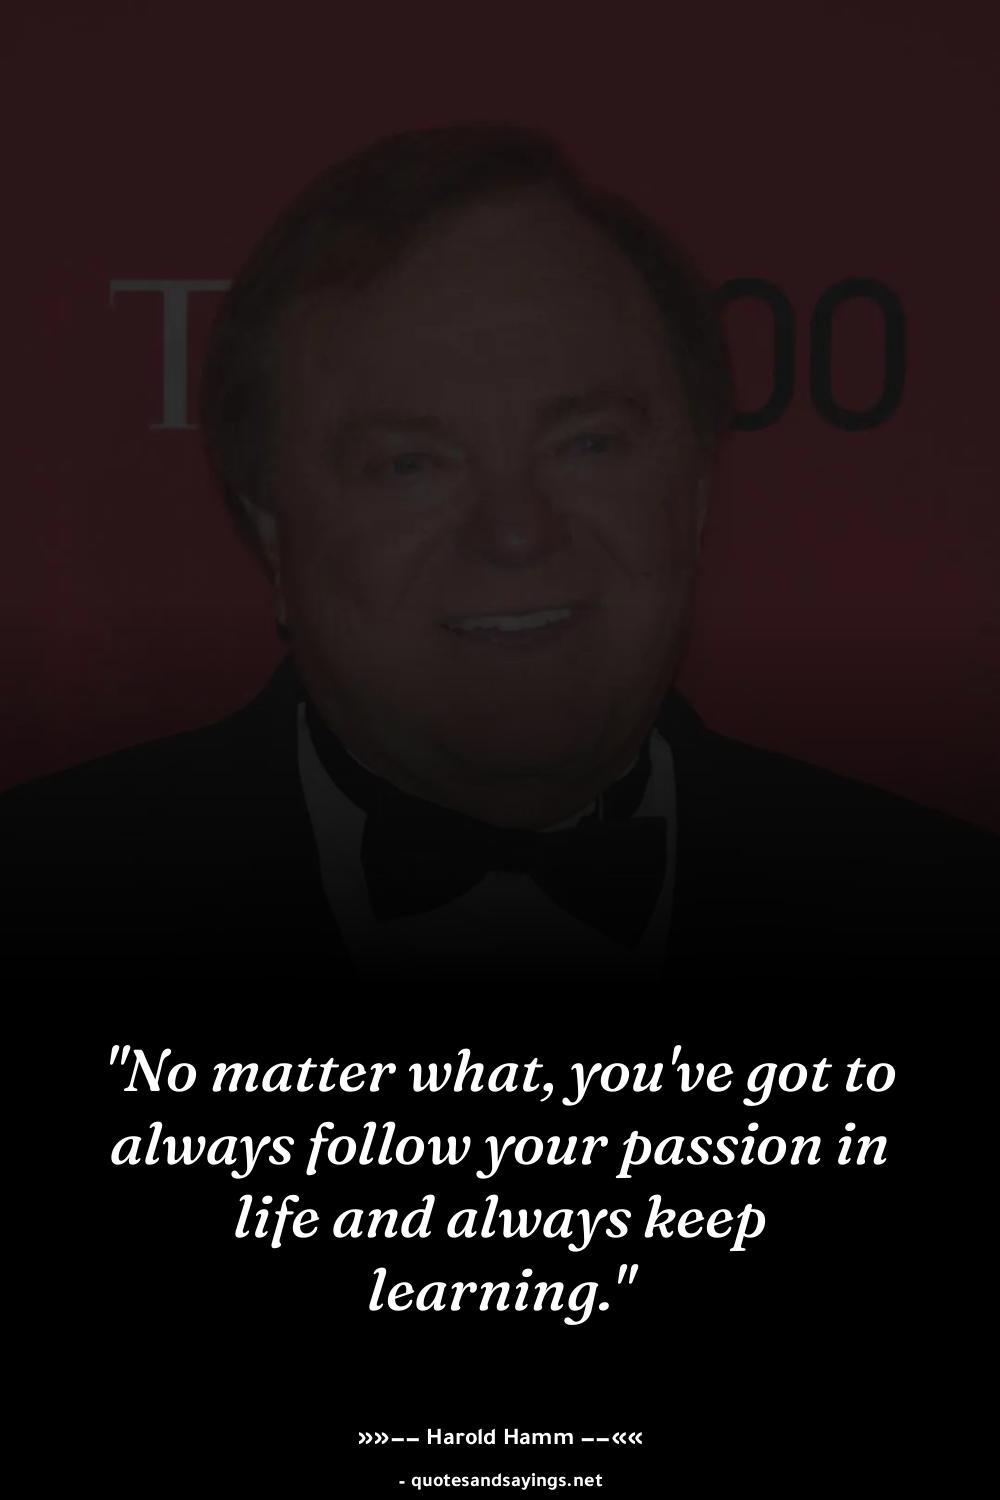 T 00
"No matter what, you've got to
always follow your passion in
life and always keep
learning."
»»–– Harold Hamm ––««
- quotesandsayings.net